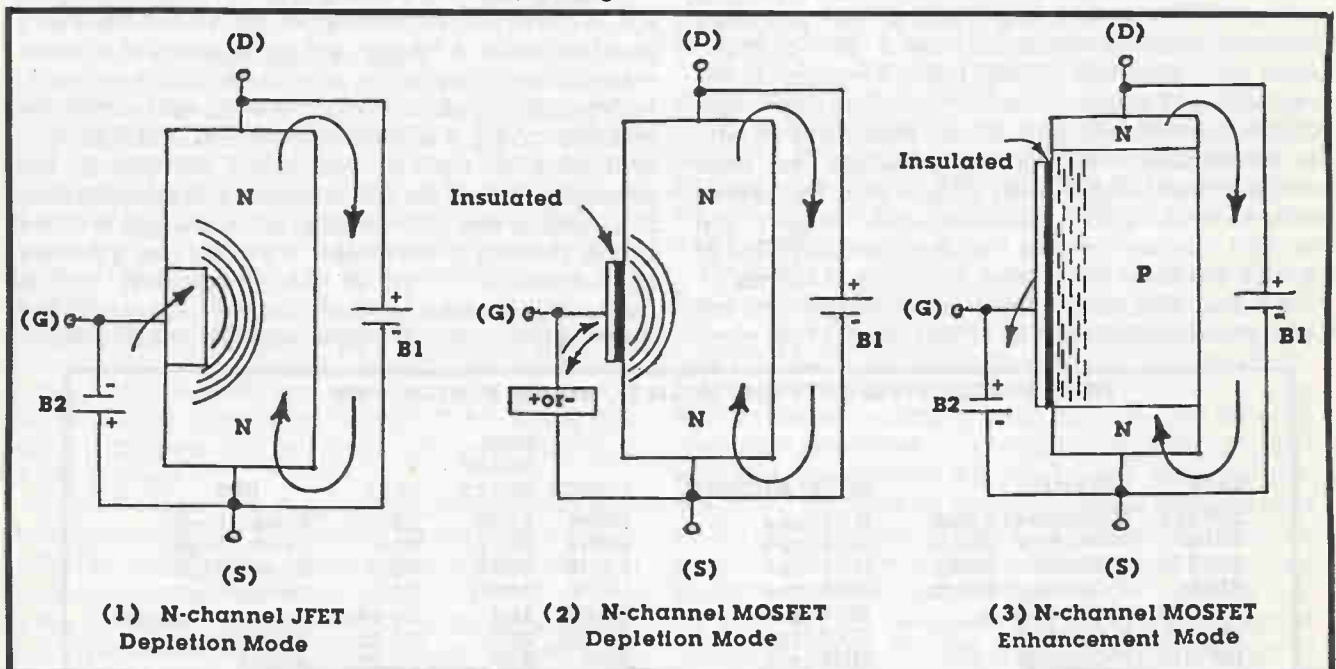 (D)
N
(G)
B2
-
+
N
+
-
B1
(S)
(1) N-channel JFET
Depletion Mode
(D)
N
Insulated
(G)
+or-
N
+
-
B1
(S)
(2) N-channel MOSFET
Depletion Mode
(D)
N
Insulated
P
(G)
B2
+
-
N
+
-
B1
(S)
(3) N-channel MOSFET
Enhancement Mode